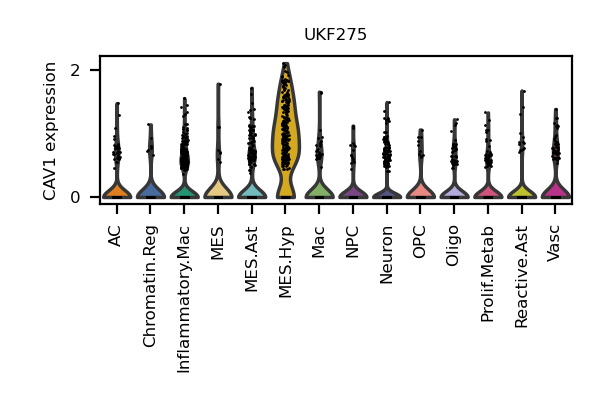 UKF275
CAV1 expression
2
0
AC
Chromatin.Reg
Inflammatory.Mac
MES
MES.Ast
MES.Hyp
Mac
NPC
Neuron
OPC
Oligo
Prolif.Metab
Reactive.Ast
Vasc